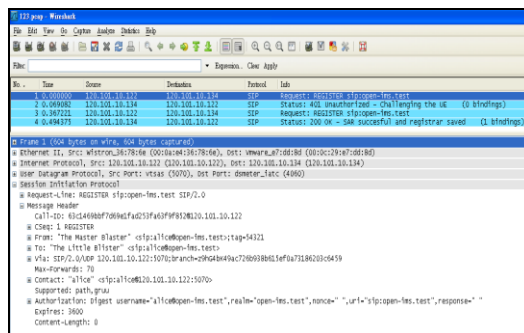 123 pcap - Wireshark
File Edit View Go Capture Analyze Statistics Help
Filter: Expression... Clear Apply
No. . Time Source Destination Protocol Info
1 0.000000 120.101.10.122 120.101.10.134 SIP Request: REGISTER sip:open-ims.test
2 0.069082 120.101.10.134 120.101.10.122 SIP Status: 401 Unauthorized - Challenging the UE (0 bindings)
3 0.367221 120.101.10.122 120.101.10.134 SIP Request: REGISTER sip:open-ims.test
4 0.494375 120.101.10.134 120.101.10.122 SIP Status: 200 OK - SAR succesful and registrar saved (1 bindings)
Frame 1 (604 bytes on wire, 604 bytes captured)
Ethernet II, Src: Wistron_36:78:6e (00:0a:e4:36:78:6e), Dst: Vmware_e7:dd:8d (00:0c:29:e7:dd:8d)
Internet Protocol, Src: 120.101.10.122 (120.101.10.122), Dst: 120.101.10.134 (120.101.10.134)
User Datagram Protocol, Src Port: vtsas (5070), Dst Port: dsmeter_iatc (4060)
Session Initiation Protocol
Request-Line: REGISTER sip:open-ims.test SIP/2.0
Message Header
Call-ID: 63c1469bbf7d69e1fad253fa63f9f852@120.101.10.122
CSeq: 1 REGISTER
From: "The Master Blaster" <sip:alice@open-ims.test>;tag=54321
To: "The Little Blister" <sip:alice@open-ims.test>
Via: SIP/2.0/UDP 120.101.10.122:5070;branch=z9hG4bK49ac726b938b615ef0a73186203c6459
Max-Forwards: 70
Contact: "alice" <sip:alice@120.101.10.122:5070>
Supported: path,gruu
Authorization: Digest username="alice@open-ims.test",realm="open-ims.test",nonce=" ",uri="sip:open-ims.test",response=" "
Expires: 3600
Content-Length: 0